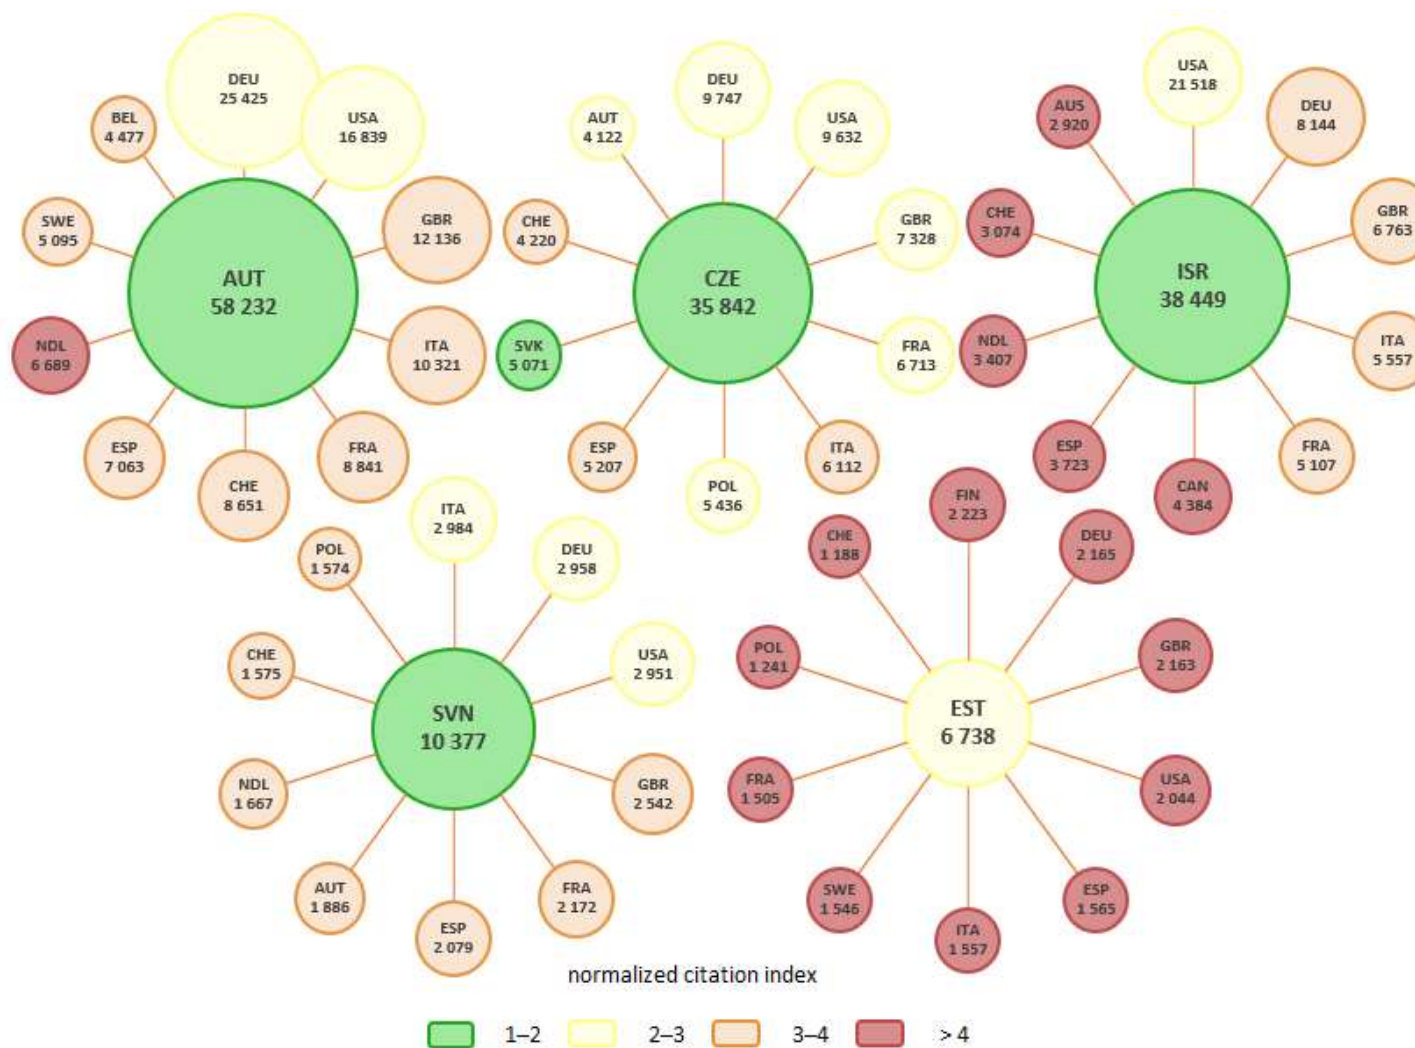 DEU
25 425
USA
16 839
GBR
12 136
ITA
10 321
FRA
8 841
CHE
8 651
ESP
7 063
NDL
6 689
SWE
5 095
BEL
4 477
AUT
58 232
DEU
9 747
USA
9 632
GBR
7 328
FRA
6 713
ITA
6 112
POL
5 436
ESP
5 207
SVK
5 071
CHE
4 220
AUT
4 122
CZE
35 842
USA
21 518
DEU
8 144
GBR
6 763
ITA
5 557
FRA
5 107
CAN
4 384
ESP
3 723
NDL
3 407
CHE
3 074
AUS
2 920
ISR
38 449
ITA
2 984
DEU
2 958
USA
2 951
GBR
2 542
FRA
2 172
ESP
2 079
AUT
1 886
NDL
1 667
CHE
1 575
POL
1 574
SVN
10 377
FIN
2 223
DEU
2 165
GBR
2 163
USA
2 044
ESP
1 565
ITA
1 557
SWE
1 546
FRA
1 505
POL
1 241
CHE
1 188
EST
6 738
normalized citation index
1–2 2–3 3–4 > 4